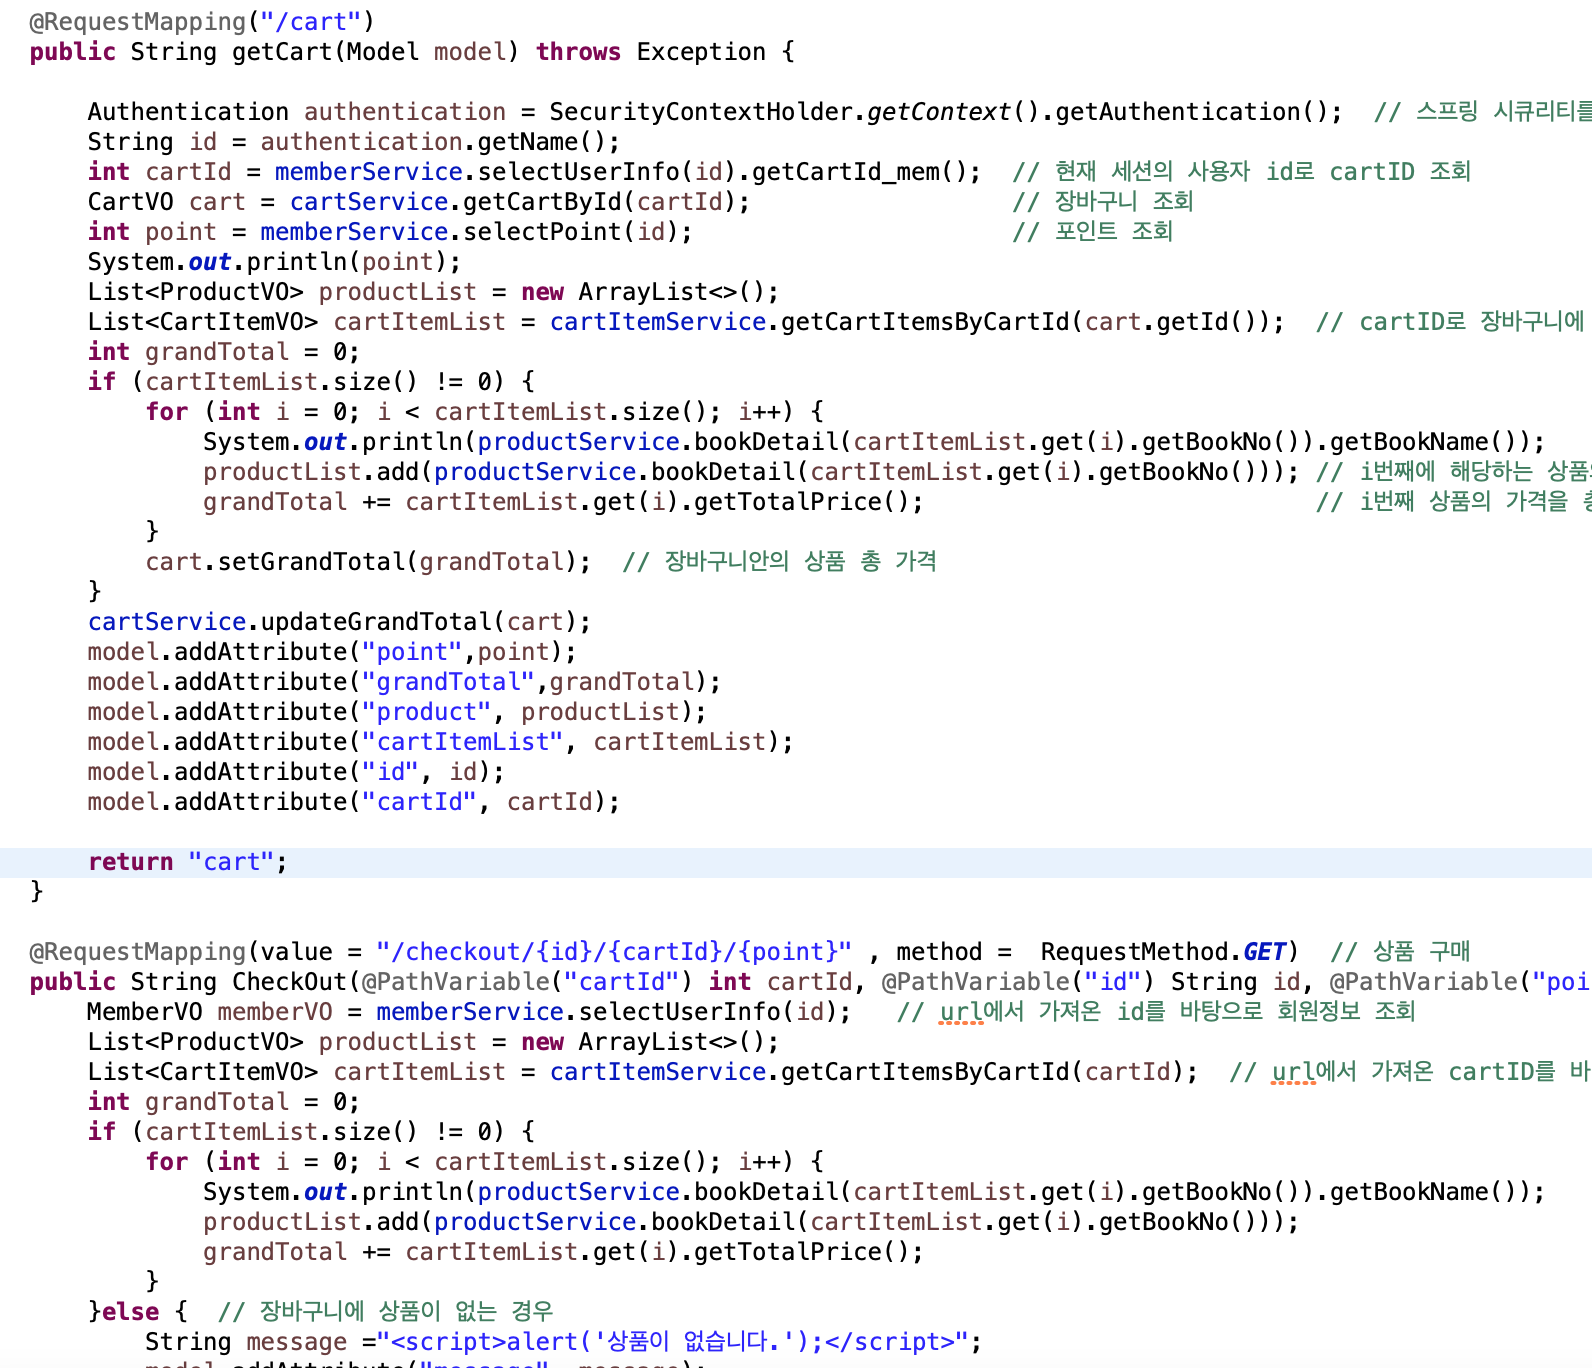 @RequestMapping("/cart")
public String getCart(Model model) throws Exception {
Authentication authentication = SecurityContextHolder.getContext().getAuthentication();  // 스프링 시큐리티를
String id = authentication.getName();
int cartId = memberService.selectUserInfo(id).getCartId_mem();  // 현재 세션의 사용자 id로 cartID 조회
CartVO cart = cartService.getCartById(cartId);  // 장바구니 조회
int point = memberService.selectPoint(id);  // 포인트 조회
System.out.println(point);
List<ProductVO> productList = new ArrayList<>();
List<CartItemVO> cartItemList = cartItemService.getCartItemsByCartId(cart.getId());  // cartID로 장바구니에
int grandTotal = 0;
if (cartItemList.size() != 0) {
for (int i = 0; i < cartItemList.size(); i++) {
System.out.println(productService.bookDetail(cartItemList.get(i).getBookNo()).getBookName());
productList.add(productService.bookDetail(cartItemList.get(i).getBookNo())); // i번째에 해당하는
grandTotal += cartItemList.get(i).getTotalPrice();  // i번째 상품의 가격을
}
cart.setGrandTotal(grandTotal);  // 장바구니안의 상품 총 가격
}
cartService.updateGrandTotal(cart);
model.addAttribute("point",point);
model.addAttribute("grandTotal",grandTotal);
model.addAttribute("product", productList);
model.addAttribute("cartItemList", cartItemList);
model.addAttribute("id", id);
model.addAttribute("cartId", cartId);
return "cart";
}
@RequestMapping(value = "/checkout/{id}/{cartId}/{point}" , method =  RequestMethod.GET)  // 상품 구매
public String CheckOut(@PathVariable("cartId") int cartId, @PathVariable("id") String id, @PathVariable("poi
MemberVO memberVO = memberService.selectUserInfo(id);   // url에서 가져온 id를 바탕으로 회원정보 조회
List<ProductVO> productList = new ArrayList<>();
List<CartItemVO> cartItemList = cartItemService.getCartItemsByCartId(cartId);  // url에서 가져온 cartID를 바
int grandTotal = 0;
if (cartItemList.size() != 0) {
for (int i = 0; i < cartItemList.size(); i++) {
System.out.println(productService.bookDetail(cartItemList.get(i).getBookNo()).getBookName());
productList.add(productService.bookDetail(cartItemList.get(i).getBookNo()));
grandTotal += cartItemList.get(i).getTotalPrice();
}
}else {  // 장바구니에 상품이 없는 경우
String message ="<script>alert('상품이 없습니다.');</script>";